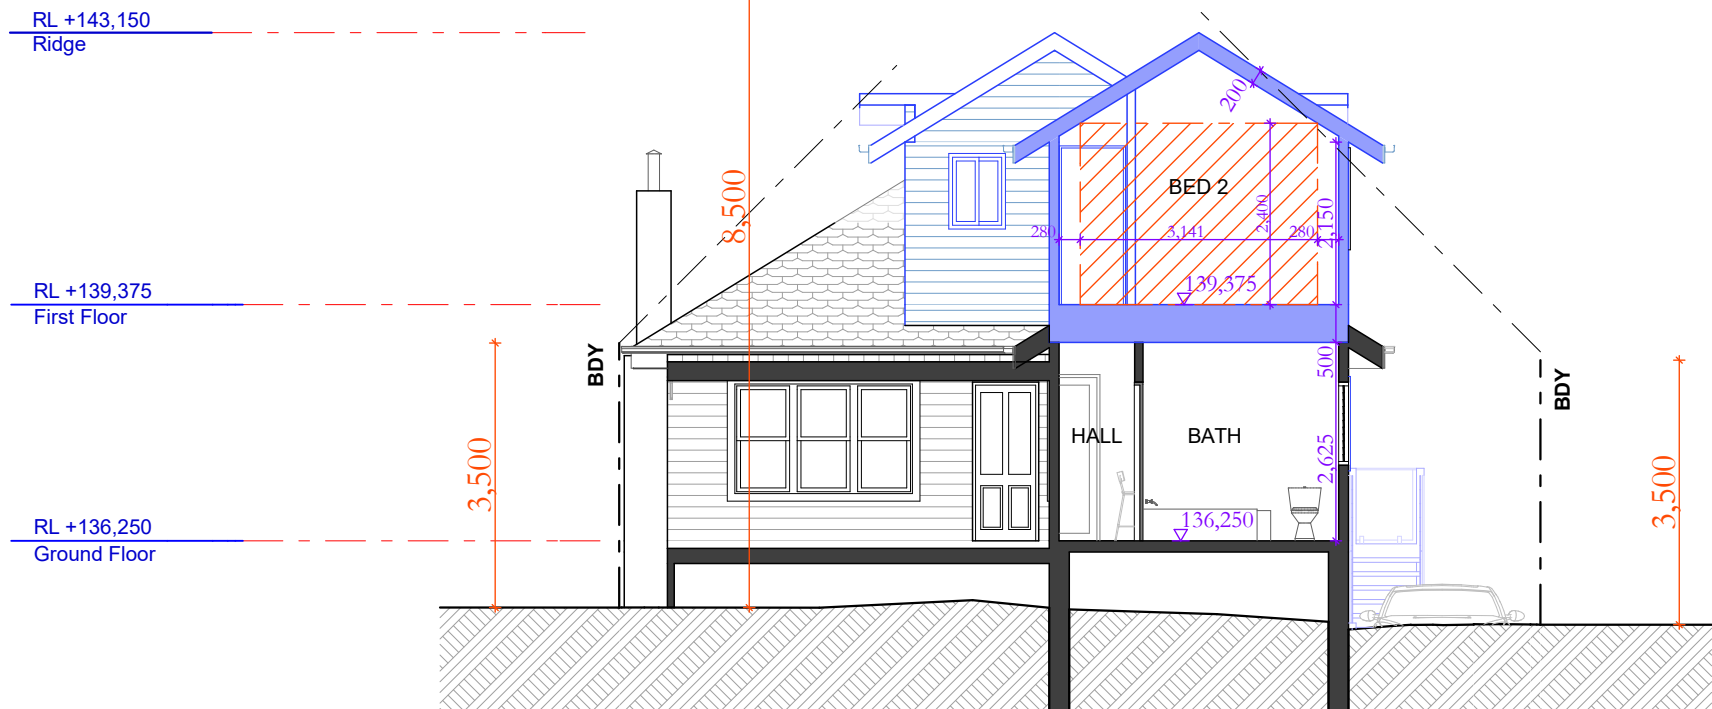 RL +143,150
Ridge
200
8,500
BED 2
2,400
2,150
280
3,141
280
139,375
RL +139,375
First Floor
BDY
500
BDY
HALL
BATH
3,500
2,625
3,500
136,250
RL +136,250
Ground Floor